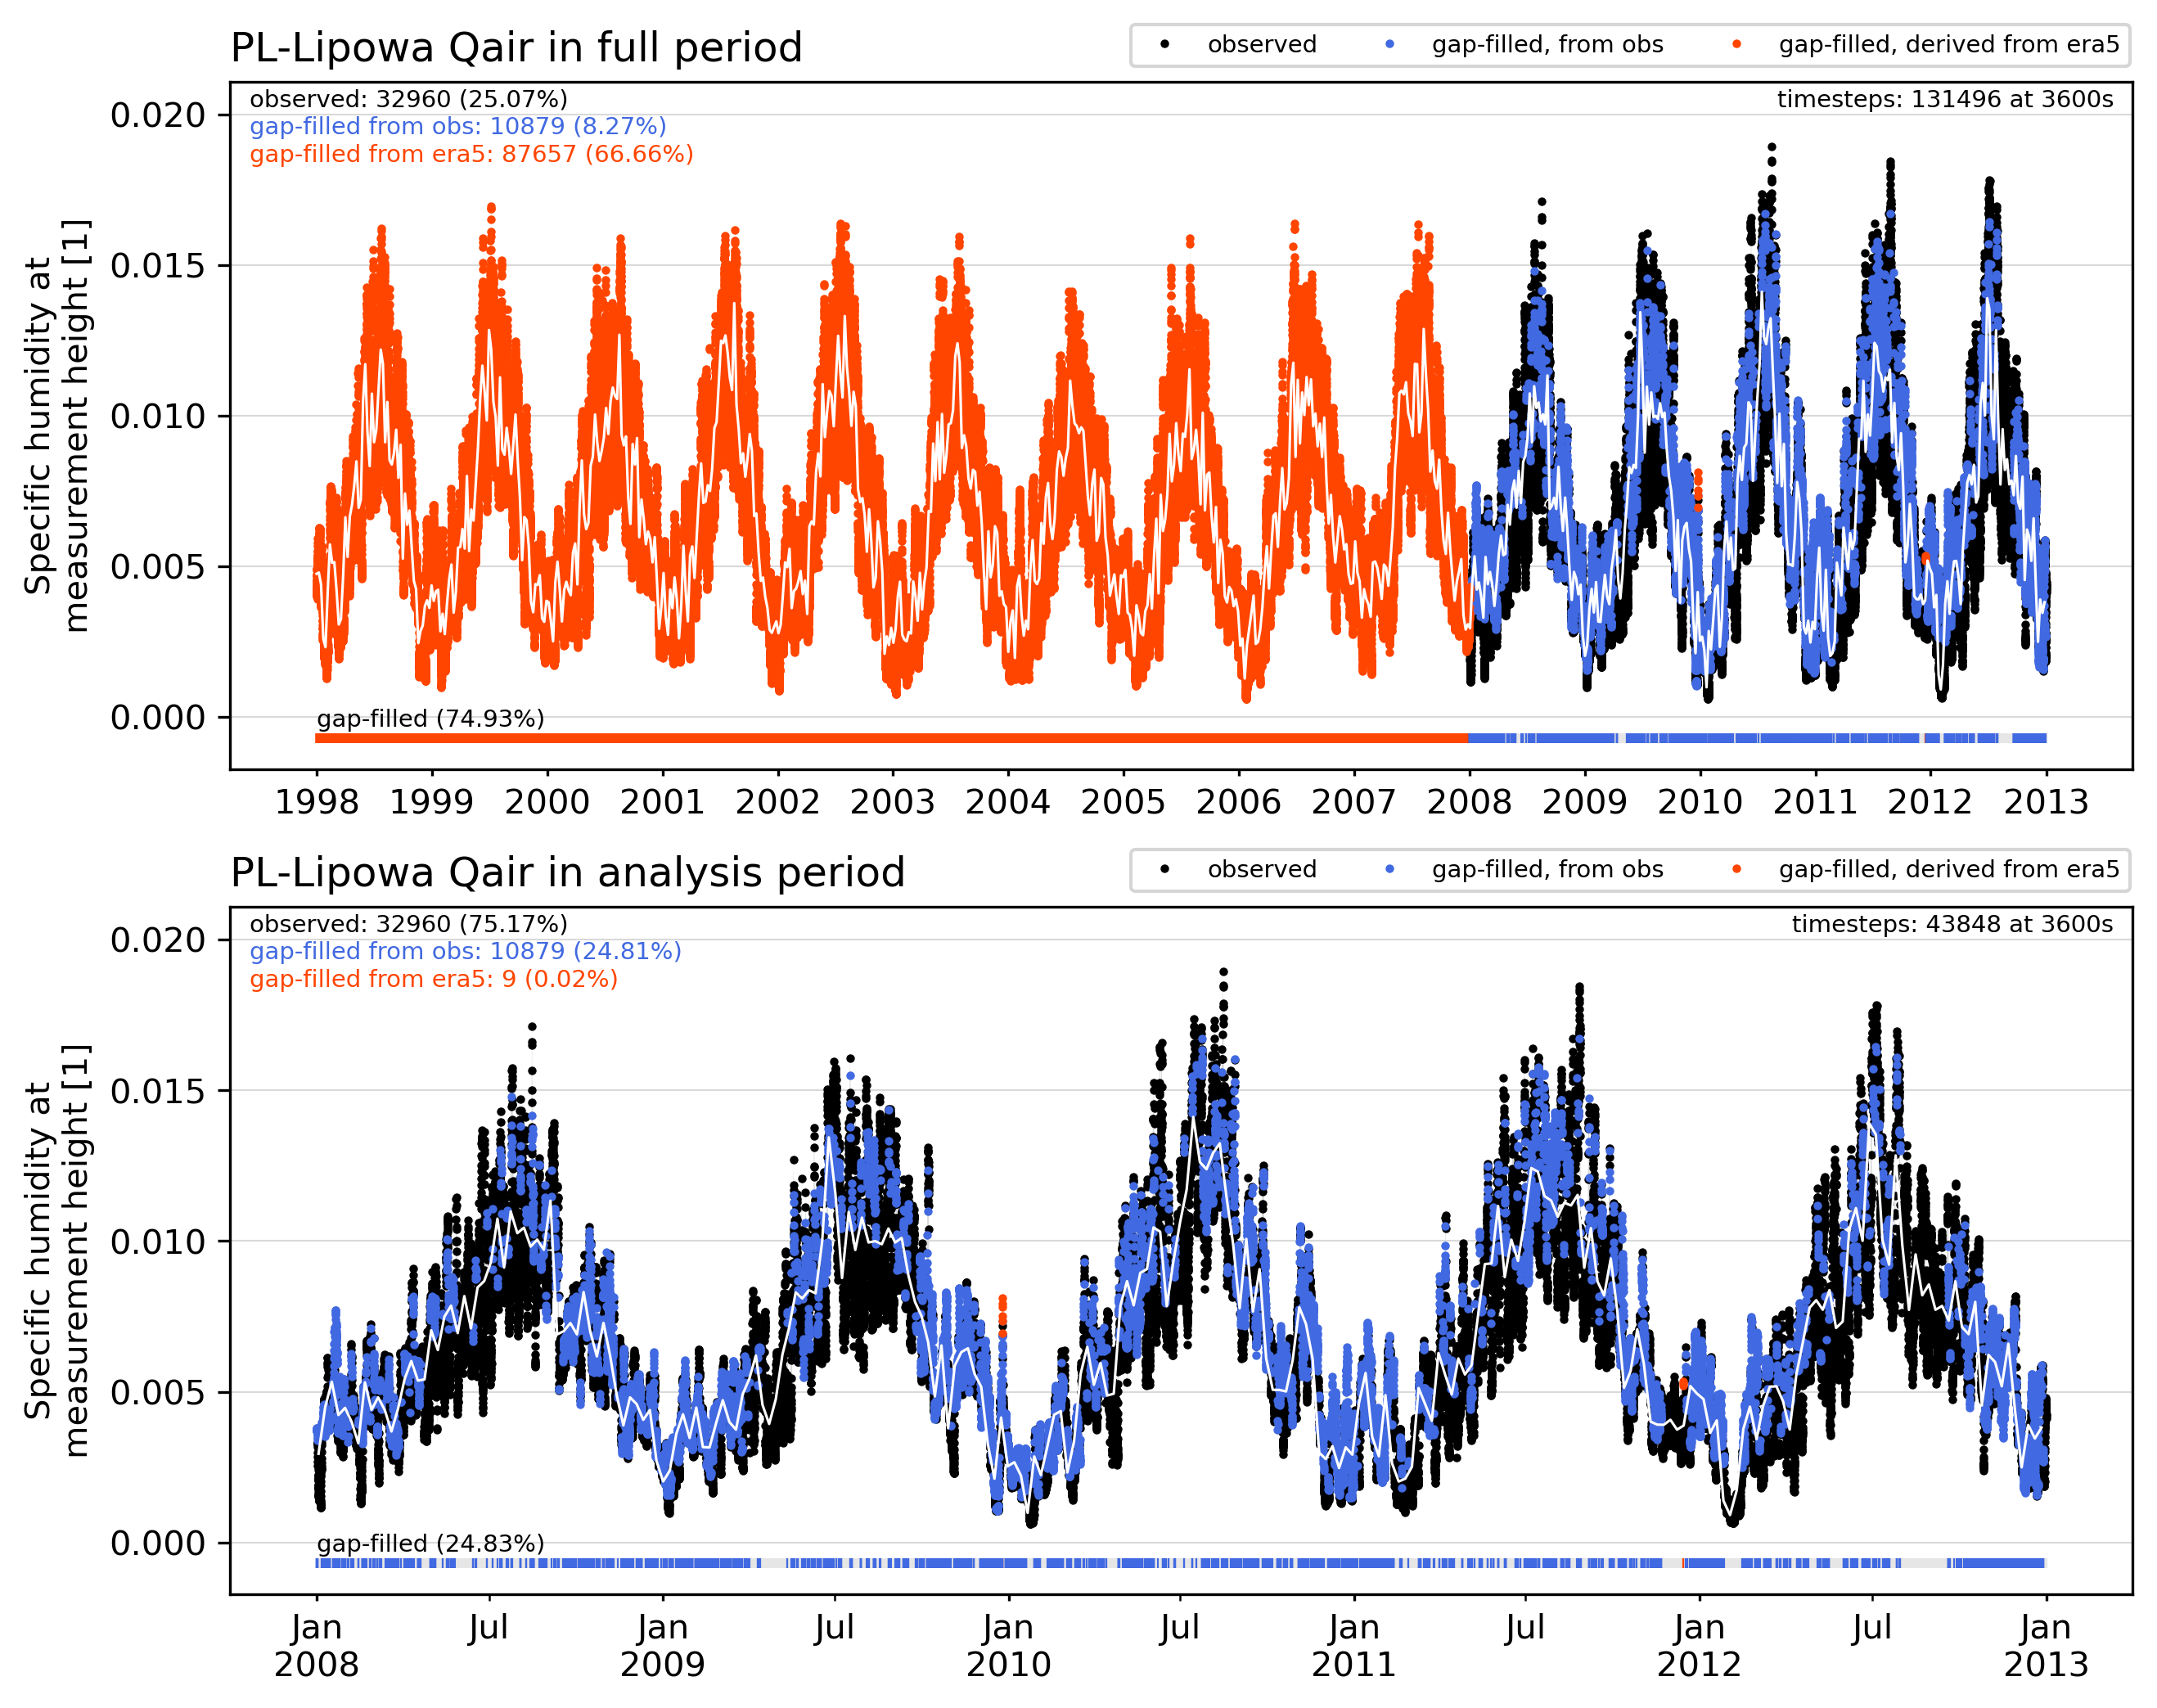 PL-Lipowa Qair in full period
observed
gap-filled, from obs
gap-filled, derived from era5
observed: 32960 (25.07%)
gap-filled from obs: 10879 (8.27%)
gap-filled from era5: 87657 (66.66%)
timesteps: 131496 at 3600s
Specific humidity at
measurement height [1]
0.020
0.015
0.010
0.005
0.000
gap-filled (74.93%)
1998 1999 2000 2001 2002 2003 2004 2005 2006 2007 2008 2009 2010 2011 2012 2013
PL-Lipowa Qair in analysis period
observed
gap-filled, from obs
gap-filled, derived from era5
observed: 32960 (75.17%)
gap-filled from obs: 10879 (24.81%)
gap-filled from era5: 9 (0.02%)
timesteps: 43848 at 3600s
Specific humidity at
measurement height [1]
0.020
0.015
0.010
0.005
0.000
gap-filled (24.83%)
Jan Jul Jan Jul Jan Jul Jan Jul Jan Jul Jan
2008 2009 2010 2011 2012 2013